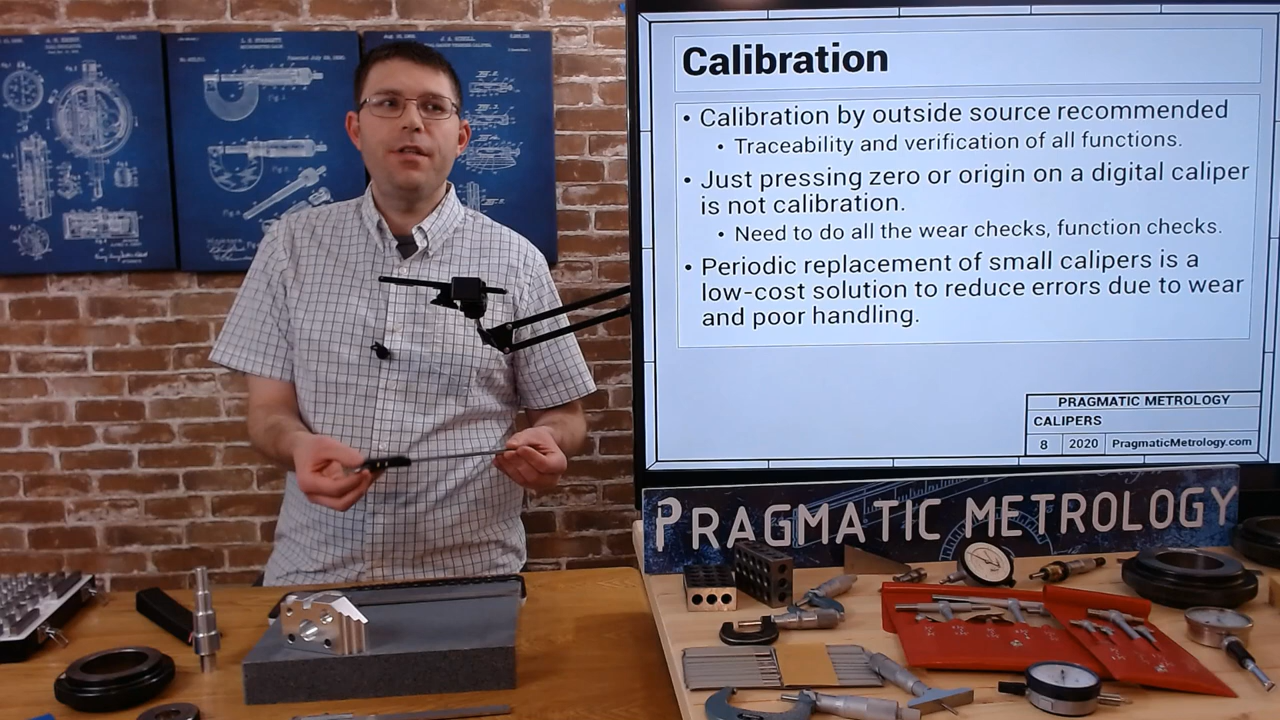 Calibration
• Calibration by outside source recommended
• Traceability and verification of all functions.
• Just pressing zero or origin on a digital caliper
is not calibration.
• Need to do all the wear checks, function checks.
• Periodic replacement of small calipers is a
low-cost solution to reduce errors due to wear
and poor handling.
PRAGMATIC METROLOGY
CALIPERS
8 2020 PragmaticMetrology.com
PRAGMATIC METROLOGY